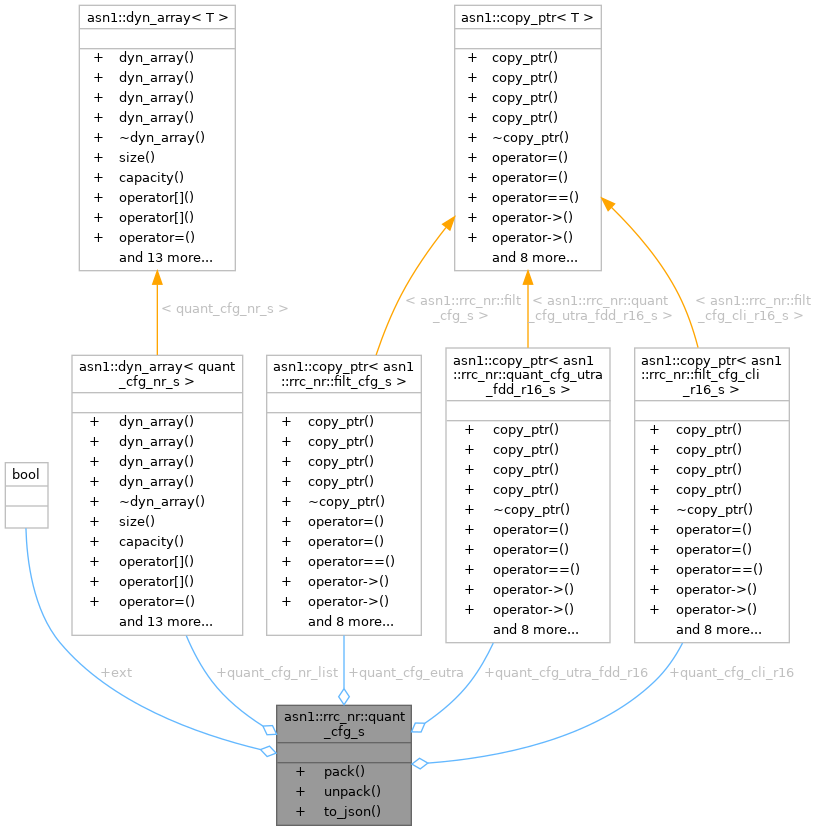 asn1::dyn_array< T >
+ dyn_array()
+ dyn_array()
+ dyn_array()
+ dyn_array()
+ ~dyn_array()
+ size()
+ capacity()
+ operator[]()
+ operator[]()
+ operator=()
and 13 more...
asn1::copy_ptr< T >
+ copy_ptr()
+ copy_ptr()
+ copy_ptr()
+ copy_ptr()
+ ~copy_ptr()
+ operator=()
+ operator=()
+ operator==()
+ operator->()
+ operator->()
and 8 more...
< quant_cfg_nr_s >
< asn1::rrc_nr::filt
_cfg_s >
< asn1::rrc_nr::quant
_cfg_utra_fdd_r16_s >
< asn1::rrc_nr::filt
_cfg_cli_r16_s >
bool
asn1::dyn_array< quant
_cfg_nr_s >
+ dyn_array()
+ dyn_array()
+ dyn_array()
+ dyn_array()
+ ~dyn_array()
+ size()
+ capacity()
+ operator[]()
+ operator[]()
+ operator=()
and 13 more...
asn1::copy_ptr< asn1
::rrc_nr::filt_cfg_s >
+ copy_ptr()
+ copy_ptr()
+ copy_ptr()
+ copy_ptr()
+ ~copy_ptr()
+ operator=()
+ operator=()
+ operator==()
+ operator->()
+ operator->()
and 8 more...
asn1::copy_ptr< asn1
::rrc_nr::quant_cfg_utra
_fdd_r16_s >
+ copy_ptr()
+ copy_ptr()
+ copy_ptr()
+ copy_ptr()
+ ~copy_ptr()
+ operator=()
+ operator=()
+ operator==()
+ operator->()
+ operator->()
and 8 more...
asn1::copy_ptr< asn1
::rrc_nr::filt_cfg_cli
_r16_s >
+ copy_ptr()
+ copy_ptr()
+ copy_ptr()
+ copy_ptr()
+ ~copy_ptr()
+ operator=()
+ operator=()
+ operator==()
+ operator->()
+ operator->()
and 8 more...
+ext
+quant_cfg_nr_list
+quant_cfg_eutra
+quant_cfg_utra_fdd_r16
+quant_cfg_cli_r16
asn1::rrc_nr::quant
_cfg_s
+ pack()
+ unpack()
+ to_json()